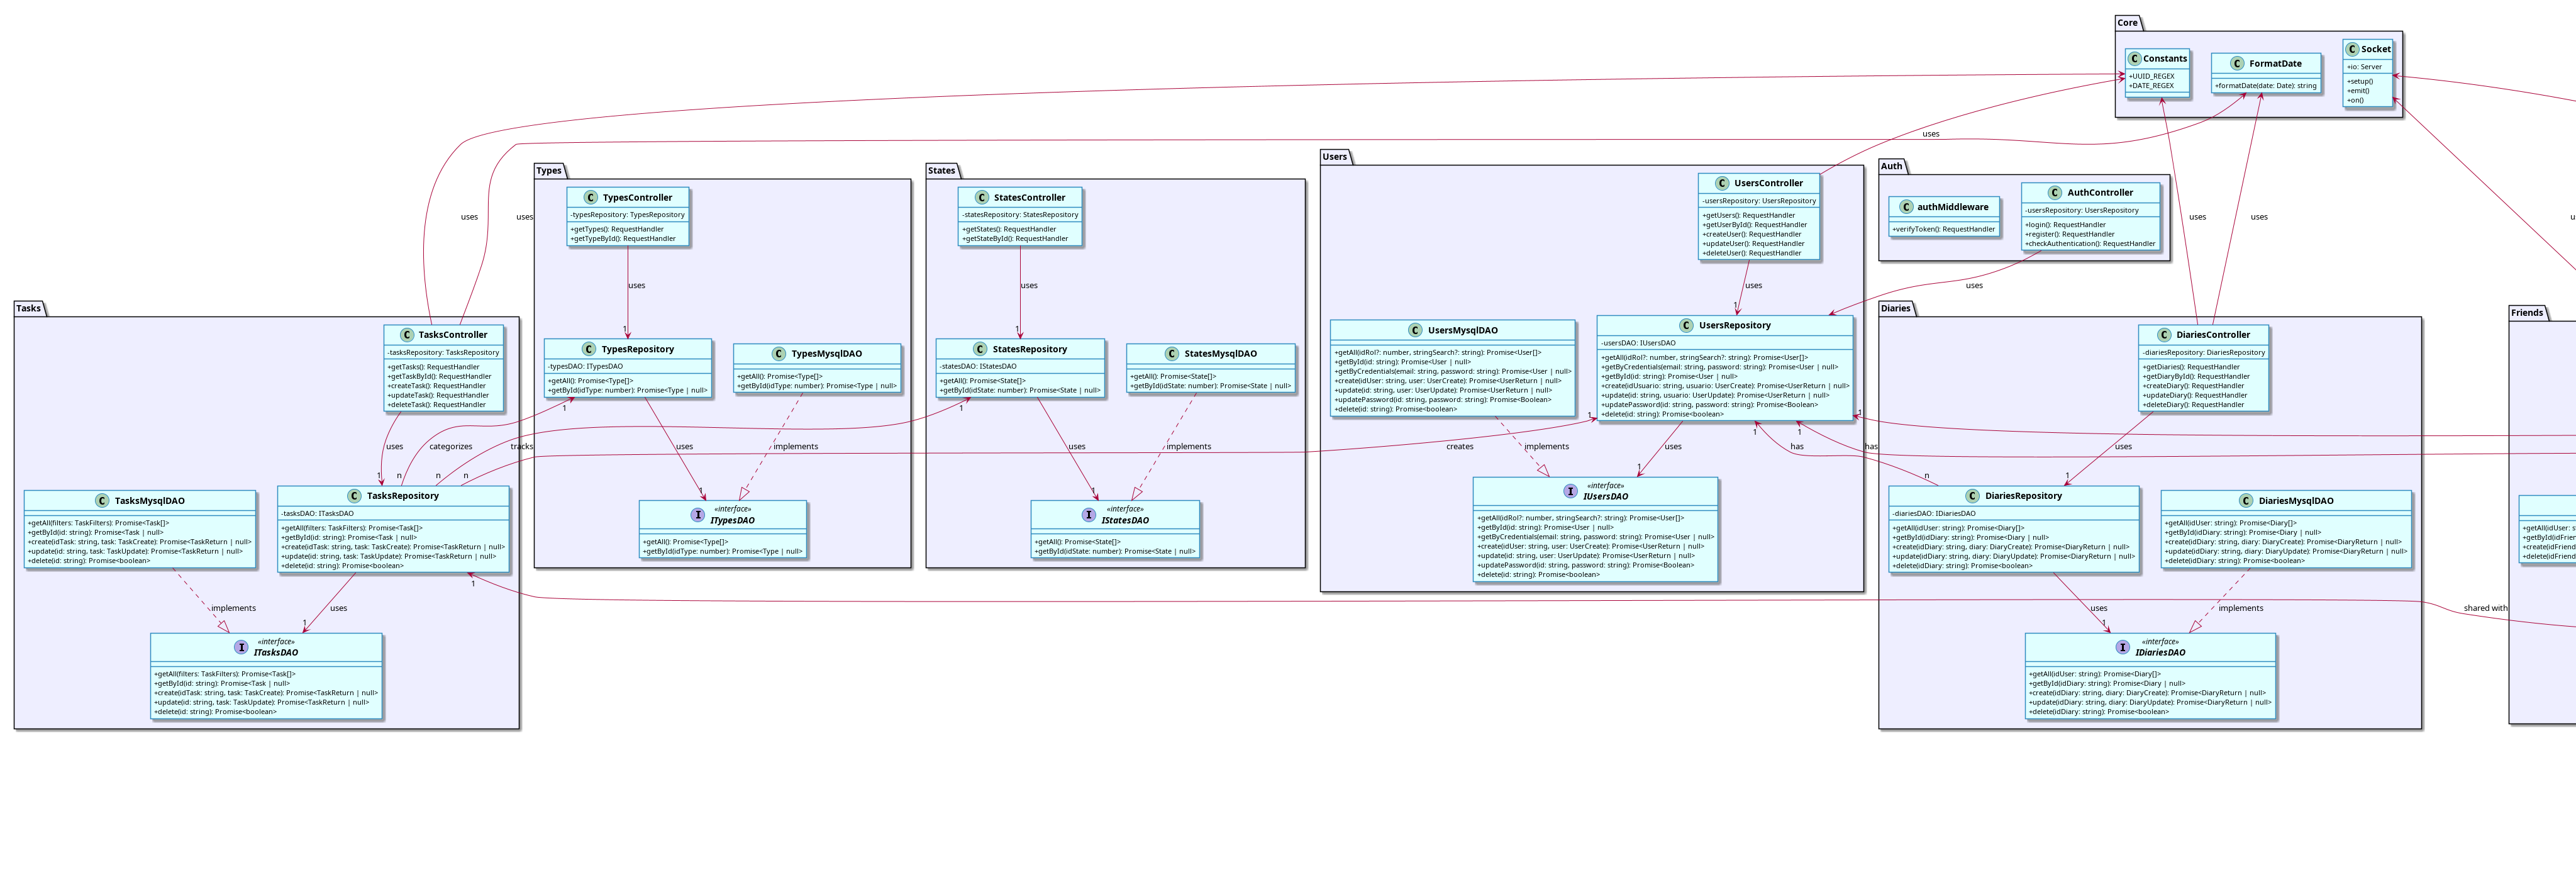 Core
C Constants
+UUID_REGEX
+DATE_REGEX
C FormatDate
+formatDate(date: Date): string
C Socket
+io: Server
+setup()
+emit()
+on()
uses
uses
uses
uses
uses
Types
C TypesController
-typesRepository: TypesRepository
+getTypes(): RequestHandler
+getTypeById(): RequestHandler
uses
1
C TypesRepository
-typesDAO: ITypesDAO
+getAll(): Promise<Type[]>
+getById(idType: number): Promise<Type | null>
1
C TypesMysqlDAO
+getAll(): Promise<Type[]>
+getById(idType: number): Promise<Type | null>
uses
implements
1
I «interface»
ITypesDAO
+getAll(): Promise<Type[]>
+getById(idType: number): Promise<Type | null>
States
C StatesController
-statesRepository: StatesRepository
+getStates(): RequestHandler
+getStateById(): RequestHandler
uses
1
C StatesRepository
-statesDAO: IStatesDAO
+getAll(): Promise<State[]>
+getById(idState: number): Promise<State | null>
1
C StatesMysqlDAO
+getAll(): Promise<State[]>
+getById(idState: number): Promise<State | null>
uses
implements
1
I «interface»
IStatesDAO
+getAll(): Promise<State[]>
+getById(idState: number): Promise<State | null>
Users
C UsersController
-usersRepository: UsersRepository
+getUsers(): RequestHandler
+getUserById(): RequestHandler
+createUser(): RequestHandler
+updateUser(): RequestHandler
+deleteUser(): RequestHandler
uses
1
C UsersMysqlDAO
+getAll(idRol?: number, stringSearch?: string): Promise<User[]>
+getById(id: string): Promise<User | null>
+getByCredentials(email: string, password: string): Promise<User | null>
+create(idUser: string, user: UserCreate): Promise<UserReturn | null>
+update(id: string, user: UserUpdate): Promise<UserReturn | null>
+updatePassword(id: string, password: string): Promise<Boolean>
+delete(id: string): Promise<boolean>
C UsersRepository
-usersDAO: IUsersDAO
+getAll(idRol?: number, stringSearch?: string): Promise<User[]>
+getByCredentials(email: string, password: string): Promise<User | null>
+getById(id: string): Promise<User | null>
+create(idUsuario: string, usuario: UserCreate): Promise<UserReturn | null>
+update(id: string, usuario: UserUpdate): Promise<UserReturn | null>
+updatePassword(id: string, password: string): Promise<Boolean>
+delete(id: string): Promise<boolean>
1
1
1
1
implements
uses
has
has
1
I «interface»
IUsersDAO
+getAll(idRol?: number, stringSearch?: string): Promise<User[]>
+getById(id: string): Promise<User | null>
+getByCredentials(email: string, password: string): Promise<User | null>
+create(idUser: string, user: UserCreate): Promise<UserReturn | null>
+update(id: string, user: UserUpdate): Promise<UserReturn | null>
+updatePassword(id: string, password: string): Promise<Boolean>
+delete(id: string): Promise<boolean>
Auth
C authMiddleware
+verifyToken(): RequestHandler
C AuthController
-usersRepository: UsersRepository
+login(): RequestHandler
+register(): RequestHandler
+checkAuthentication(): RequestHandler
uses
Tasks
C TasksController
-tasksRepository: TasksRepository
+getTasks(): RequestHandler
+getTaskById(): RequestHandler
+createTask(): RequestHandler
+updateTask(): RequestHandler
+deleteTask(): RequestHandler
uses
categorizes
tracks
creates
1
n
n
n
C TasksMysqlDAO
+getAll(filters: TaskFilters): Promise<Task[]>
+getById(id: string): Promise<Task | null>
+create(idTask: string, task: TaskCreate): Promise<TaskReturn | null>
+update(id: string, task: TaskUpdate): Promise<TaskReturn | null>
+delete(id: string): Promise<boolean>
C TasksRepository
-tasksDAO: ITasksDAO
+getAll(filters: TaskFilters): Promise<Task[]>
+getById(id: string): Promise<Task | null>
+create(idTask: string, task: TaskCreate): Promise<TaskReturn | null>
+update(id: string, task: TaskUpdate): Promise<TaskReturn | null>
+delete(id: string): Promise<boolean>
1
implements
uses
shared with
1
I «interface»
ITasksDAO
+getAll(filters: TaskFilters): Promise<Task[]>
+getById(id: string): Promise<Task | null>
+create(idTask: string, task: TaskCreate): Promise<TaskReturn | null>
+update(id: string, task: TaskUpdate): Promise<TaskReturn | null>
+delete(id: string): Promise<boolean>
Diaries
C DiariesController
-diariesRepository: DiariesRepository
+getDiaries(): RequestHandler
+getDiaryById(): RequestHandler
+createDiary(): RequestHandler
+updateDiary(): RequestHandler
+deleteDiary(): RequestHandler
uses
n
1
C DiariesRepository
-diariesDAO: IDiariesDAO
+getAll(idUser: string): Promise<Diary[]>
+getById(idDiary: string): Promise<Diary | null>
+create(idDiary: string, diary: DiaryCreate): Promise<DiaryReturn | null>
+update(idDiary: string, diary: DiaryUpdate): Promise<DiaryReturn | null>
+delete(idDiary: string): Promise<boolean>
C DiariesMysqlDAO
+getAll(idUser: string): Promise<Diary[]>
+getById(idDiary: string): Promise<Diary | null>
+create(idDiary: string, diary: DiaryCreate): Promise<DiaryReturn | null>
+update(idDiary: string, diary: DiaryUpdate): Promise<DiaryReturn | null>
+delete(idDiary: string): Promise<boolean>
uses
implements
1
I «interface»
IDiariesDAO
+getAll(idUser: string): Promise<Diary[]>
+getById(idDiary: string): Promise<Diary | null>
+create(idDiary: string, diary: DiaryCreate): Promise<DiaryReturn | null>
+update(idDiary: string, diary: DiaryUpdate): Promise<DiaryReturn | null>
+delete(idDiary: string): Promise<boolean>
Friends
+getAll(idUser:
+getById(
+create(
+delete(